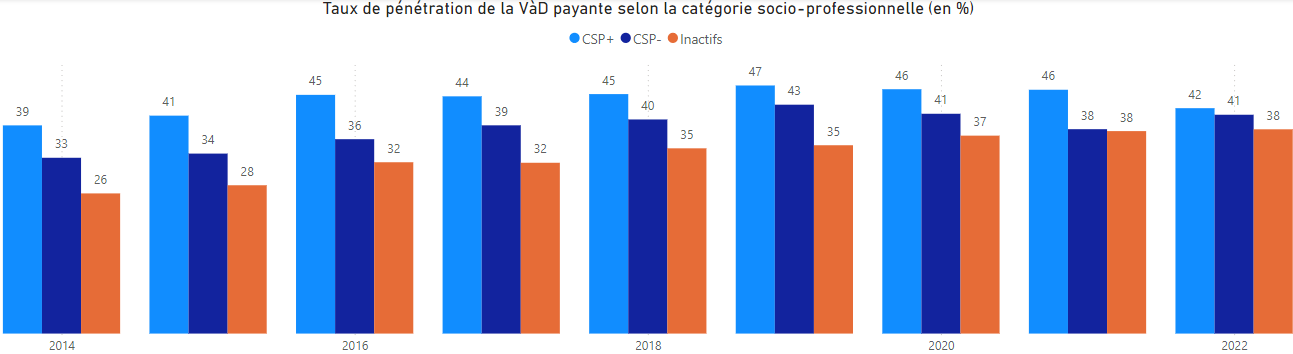 Taux de pénétration de la VàD payante selon la catégorie socio-professionnelle (en %)
CSP+ CSP- Inactifs
39 33 26
41 34 28
45 36 32
44 39 32
45 40 35
47 43 35
46 41 37
46 38 38
42 41 38
2014 2016 2018 2020 2022